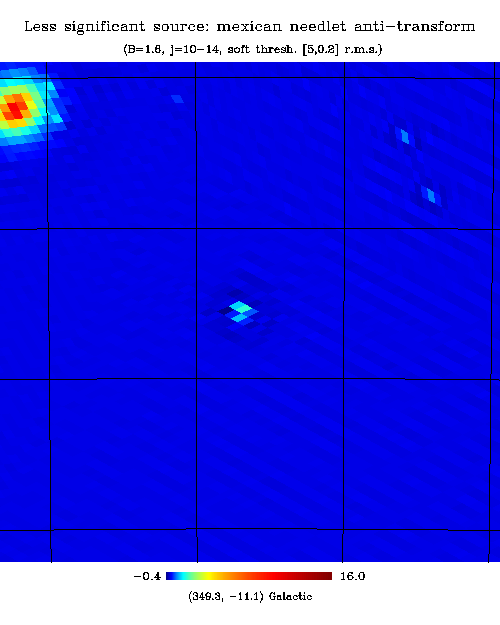 Less significant source: mexican needlet anti-transform
(B=1.6, j=10-14, soft thresh. [5,0.2] r.m.s.)
-0.4 16.0
(349.3, -11.1) Galactic